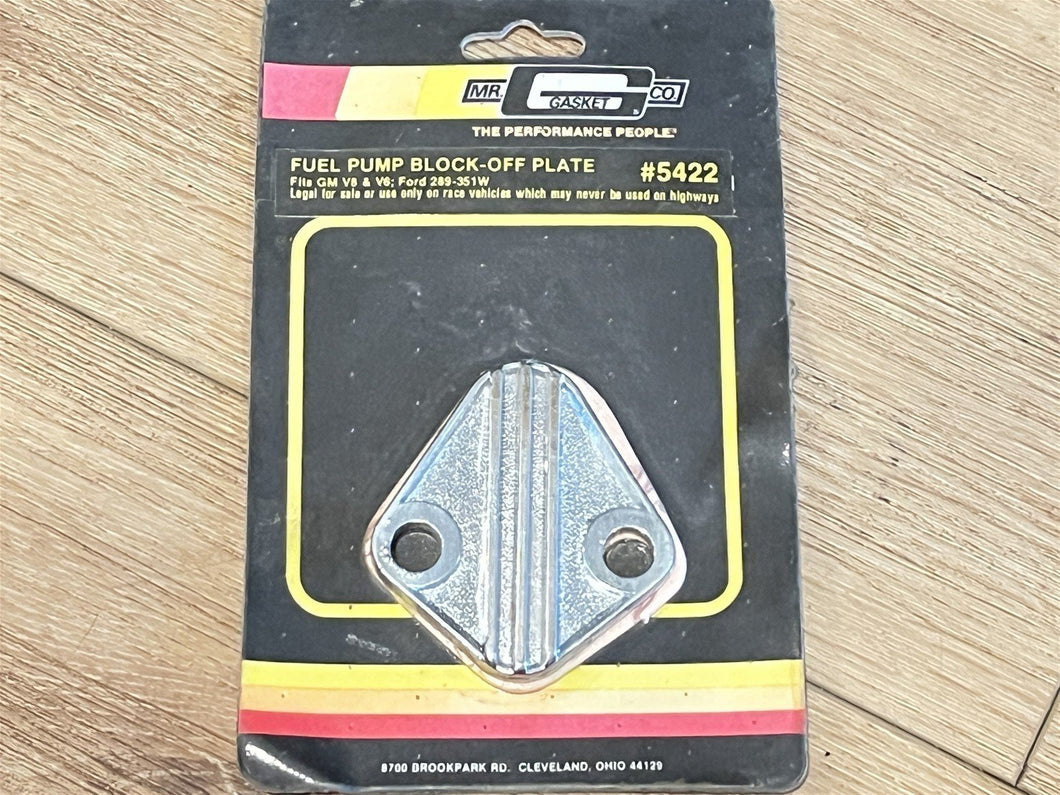 MR. GASKET CO.
THE PERFORMANCE PEOPLE
FUEL PUMP BLOCK-OFF PLATE #5422
Fits GM V8 & V6; Ford 289-351W
Legal for sale or use only on race vehicles which may never be used on highways
8700 BROOKPARK RD. CLEVELAND, OHIO 44129